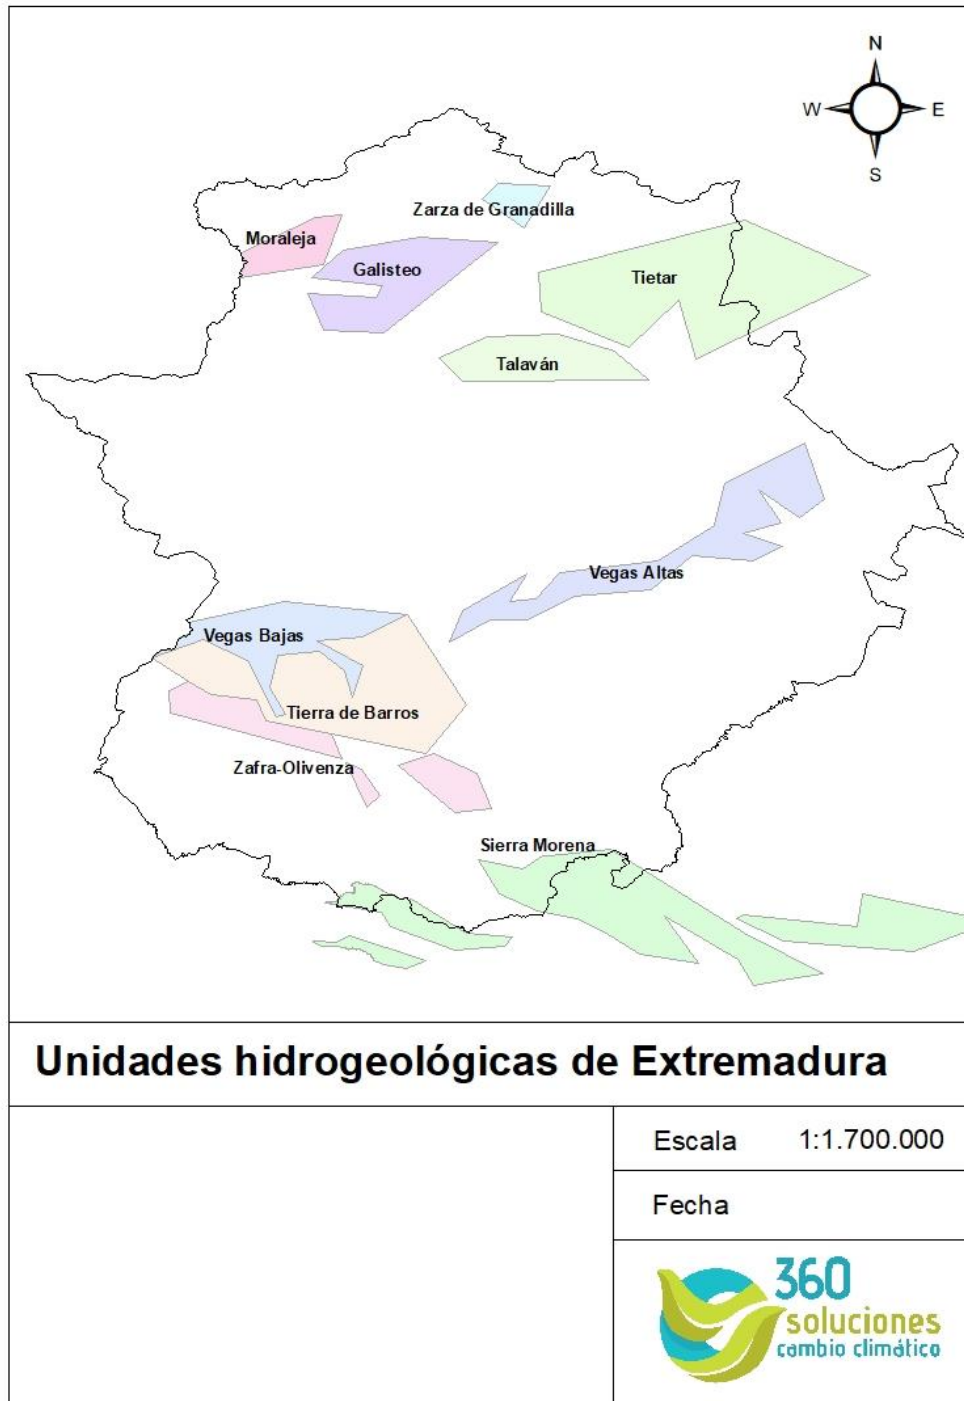 N
W E
S
Zarza de Granadilla
Moraleja
Galisteo
Tietar
Talaván
Vegas Altas
Vegas Bajas
Tierra de Barros
Zafra-Olivenza
Sierra Morena
Unidades hidrogeológicas de Extremadura
Escala 1:1.700.000
Fecha
360
soluciones
cambio climático